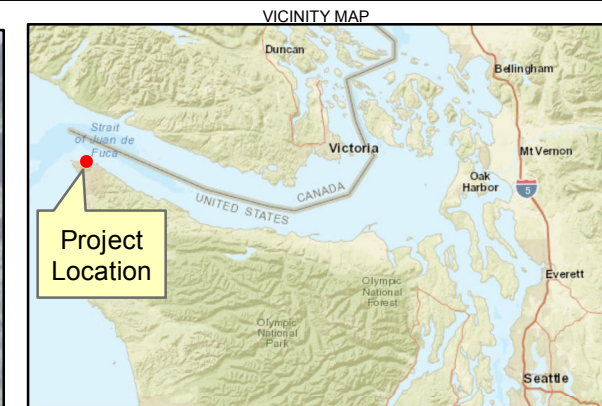 VICINITY MAP
Duncan
Bellingham
Strait
of Juan de
Fuca
Victoria
Mt Vernon
Oak
Harbor
5
UNITED STATES
CANADA
Project
Location
Everett
Olympic
National
Forest
Olympic
National
Park
Seattle